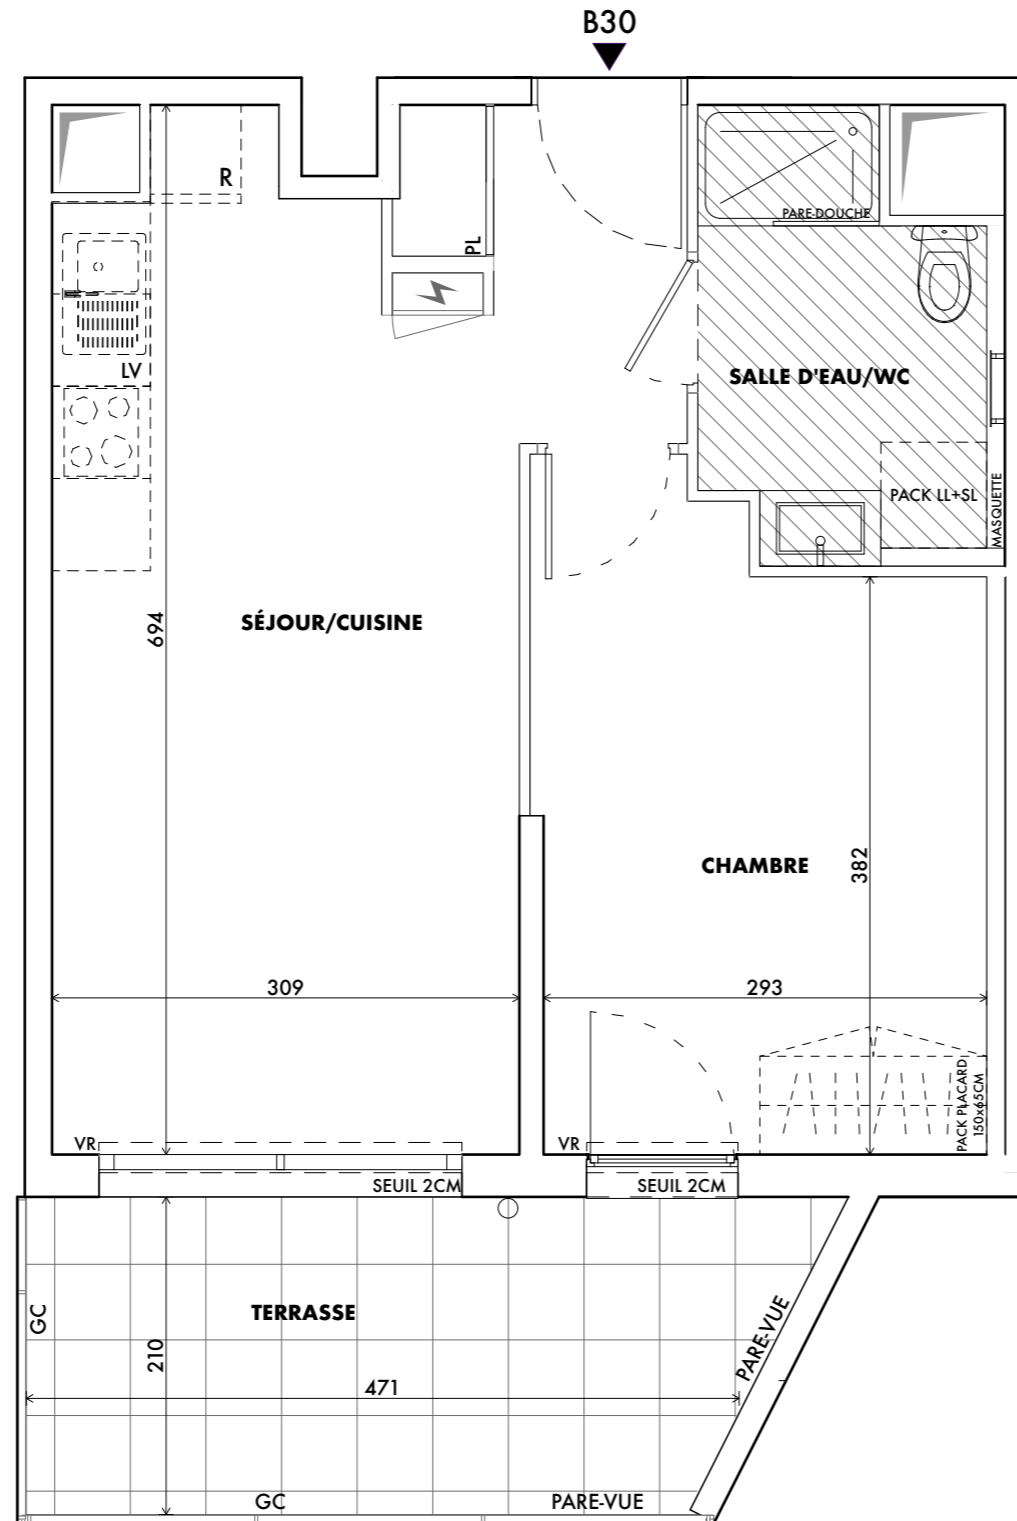 B30
R
PL
PARE-DOUCHE
LV
SALLE D'EAU/WC
PACK LL+SL
MASQUETTE
SÉJOUR/CUISINE
694
CHAMBRE
382
309
293
PACK PLACARD
150x65CM
VR
VR
SEUIL 2CM
SEUIL 2CM
TERRASSE
GC
210
471
PARE-VUE
GC
PARE-VUE